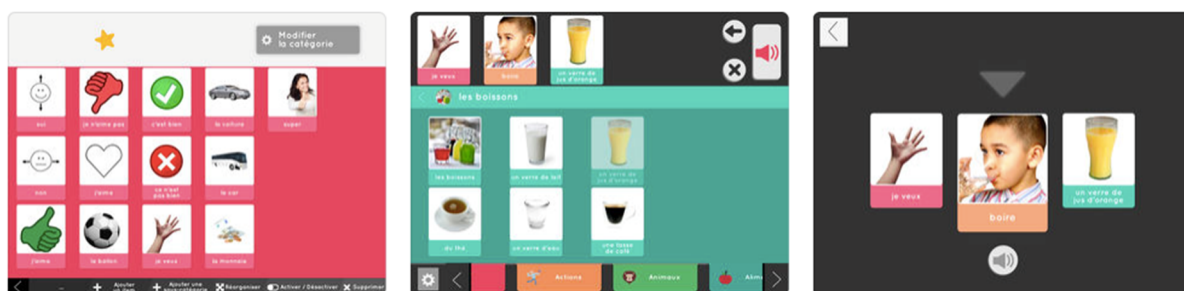 Modifier
la catégorie
oui
je n'aime pas
c'est bien
la voiture
super
non
j'aime
ce n'est
pas bien
le car
j'aime
le ballon
je veux
la monnaie
Ajouter
un item
Ajouter une
sous-catégorie
Réorganiser
Activer / Désactiver
Supprimer
je veux
boire
un verre de
jus d'orange
les boissons
les boissons
un verre de lait
un verre de
jus d'orange
du thé
un verre d'eau
une tasse
de café
Actions
Animaux
Alim
je veux
boire
un verre de
jus d'orange